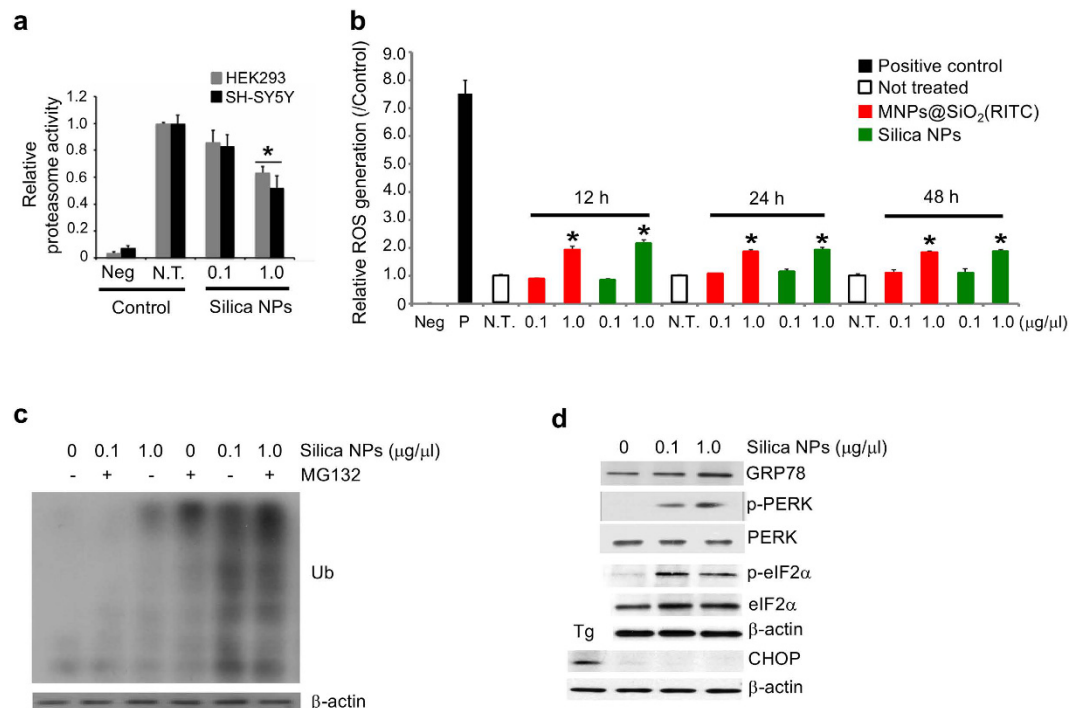 a
HEK293
SH-SY5Y
Relative
proteasome activity
1.2
1.0
0.8
0.6
0.4
0.2
0
*
Neg N.T. 0.1 1.0
Control Silica NPs
b
Relative ROS generation (/Control)
9.0
8.0
7.0
6.0
5.0
4.0
3.0
2.0
1.0
0
Positive control
Not treated
MNPs@SiO₂(RITC)
Silica NPs
12 h 24 h 48 h
* * * * * *
Neg P N.T. 0.1 1.0 0.1 1.0 N.T. 0.1 1.0 0.1 1.0 N.T. 0.1 1.0 0.1 1.0 (μg/μl)
c
0 0.1 1.0 0 0.1 1.0 Silica NPs (μg/μl)
- + - + - + MG132
Ub
β-actin
d
0 0.1 1.0 Silica NPs (μg/μl)
GRP78
p-PERK
PERK
p-eIF2α
eIF2α
Tg β-actin
CHOP
β-actin